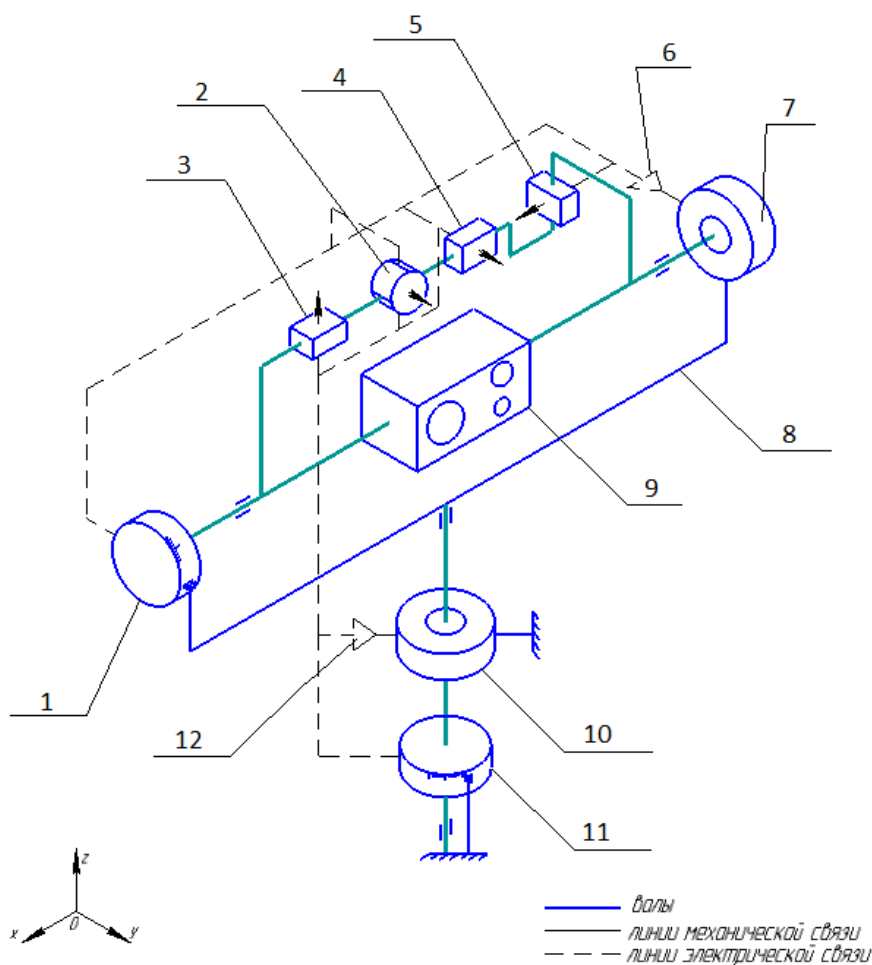 5
4
6
2
7
3
8
9
1
12
10
11
z
x
0
y
валы
линии механической связи
линии электрической связи